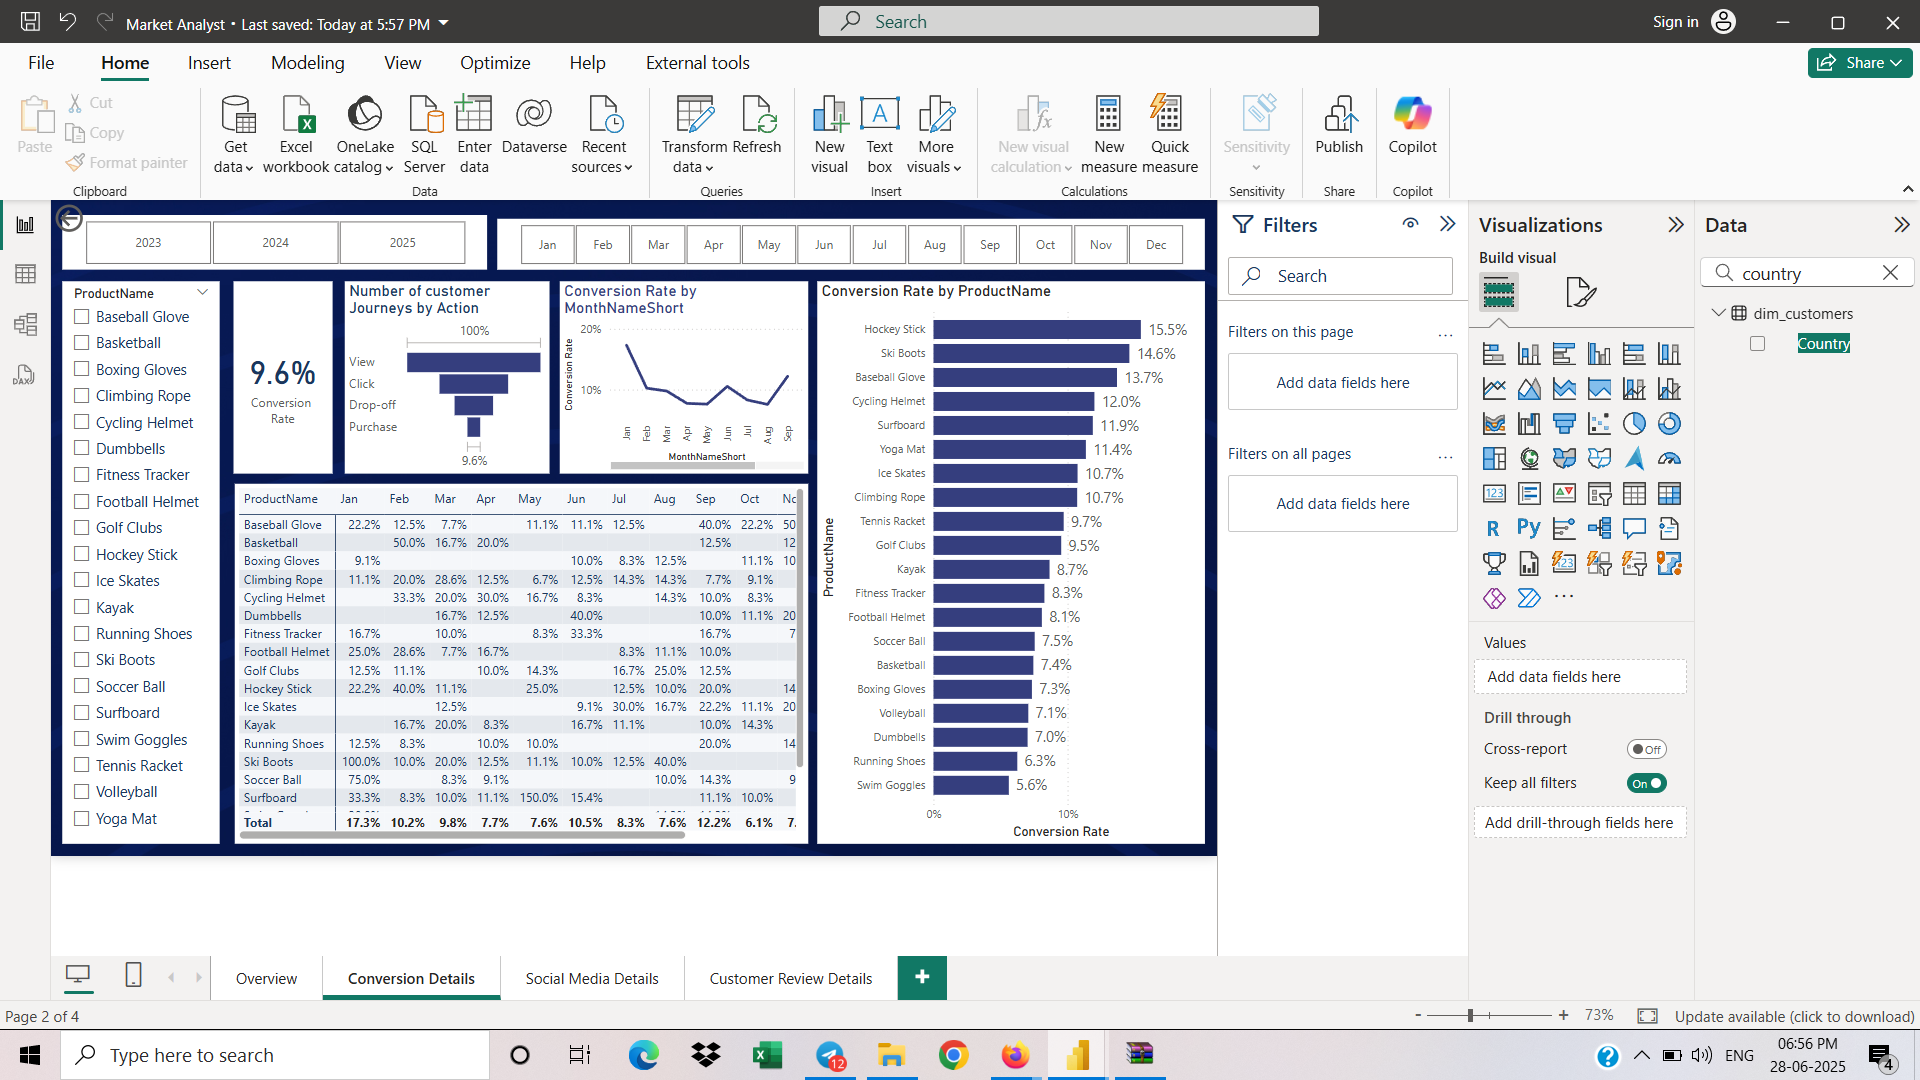 Market Analyst • Last saved: Today at 5:57 PM
Search
Sign in
File Home Insert Modeling View Optimize Help External tools
Share
Paste
Cut
Copy
Format painter
Clipboard
Get data
Excel workbook
OneLake catalog
SQL Server
Enter data
Dataverse
Recent sources
Data
Transform data
Refresh
Queries
New visual
Text box
More visuals
Insert
New visual calculation
New measure
Quick measure
Calculations
Sensitivity
Sensitivity
Publish
Share
Copilot
Copilot
2023 2024 2025
Jan Feb Mar Apr May Jun Jul Aug Sep Oct Nov Dec
ProductName
Baseball Glove
Basketball
Boxing Gloves
Climbing Rope
Cycling Helmet
Dumbbells
Fitness Tracker
Football Helmet
Golf Clubs
Hockey Stick
Ice Skates
Kayak
Running Shoes
Ski Boots
Soccer Ball
Surfboard
Swim Goggles
Tennis Racket
Volleyball
Yoga Mat
9.6%
Conversion
Rate
Number of customer
Journeys by Action
100%
View
Click
Drop-off
Purchase
9.6%
Conversion Rate by
MonthNameShort
20%
10%
Conversion Rate
Jan Feb Mar Apr May Jun Jul Aug Sep
MonthNameShort
ProductName Jan Feb Mar Apr May Jun Jul Aug Sep Oct No
Baseball Glove 22.2% 12.5% 7.7% 11.1% 11.1% 12.5% 40.0% 22.2% 50
Basketball 50.0% 16.7% 20.0% 12.5% 12
Boxing Gloves 9.1% 10.0% 8.3% 12.5% 11.1% 10
Climbing Rope 11.1% 20.0% 28.6% 12.5% 6.7% 12.5% 14.3% 14.3% 7.7% 9.1%
Cycling Helmet 33.3% 20.0% 30.0% 16.7% 8.3% 14.3% 10.0% 8.3%
Dumbbells 16.7% 12.5% 40.0% 10.0% 11.1% 20
Fitness Tracker 16.7% 10.0% 8.3% 33.3% 16.7% 7
Football Helmet 25.0% 28.6% 7.7% 16.7% 8.3% 11.1% 10.0%
Golf Clubs 12.5% 11.1% 10.0% 14.3% 16.7% 25.0% 12.5%
Hockey Stick 22.2% 40.0% 11.1% 25.0% 12.5% 10.0% 20.0% 14
Ice Skates 12.5% 9.1% 30.0% 16.7% 22.2% 11.1% 20
Kayak 16.7% 20.0% 8.3% 16.7% 11.1% 10.0% 14.3%
Running Shoes 12.5% 8.3% 10.0% 10.0% 20.0% 14
Ski Boots 100.0% 10.0% 20.0% 12.5% 11.1% 10.0% 12.5% 40.0%
Soccer Ball 75.0% 8.3% 9.1% 10.0% 14.3% 9
Surfboard 33.3% 8.3% 10.0% 11.1% 150.0% 15.4% 11.1% 10.0%
Total 17.3% 10.2% 9.8% 7.7% 7.6% 10.5% 8.3% 7.6% 12.2% 6.1% 7.
Conversion Rate by ProductName
ProductName
Hockey Stick 15.5%
Ski Boots 14.6%
Baseball Glove 13.7%
Cycling Helmet 12.0%
Surfboard 11.9%
Yoga Mat 11.4%
Ice Skates 10.7%
Climbing Rope 10.7%
Tennis Racket 9.7%
Golf Clubs 9.5%
Kayak 8.7%
Fitness Tracker 8.3%
Football Helmet 8.1%
Soccer Ball 7.5%
Basketball 7.4%
Boxing Gloves 7.3%
Volleyball 7.1%
Dumbbells 7.0%
Running Shoes 6.3%
Swim Goggles 5.6%
0% 10%
Conversion Rate
Filters
Search
Filters on this page ...
Add data fields here
Filters on all pages ...
Add data fields here
Visualizations
Build visual
Values
Add data fields here
Drill through
Cross-report Off
Keep all filters On
Add drill-through fields here
Data
country
dim_customers
Country
Overview Conversion Details Social Media Details Customer Review Details +
Page 2 of 4
- + 73%
Update available (click to download)
Type here to search
12
ENG
06:56 PM
28-06-2025
4